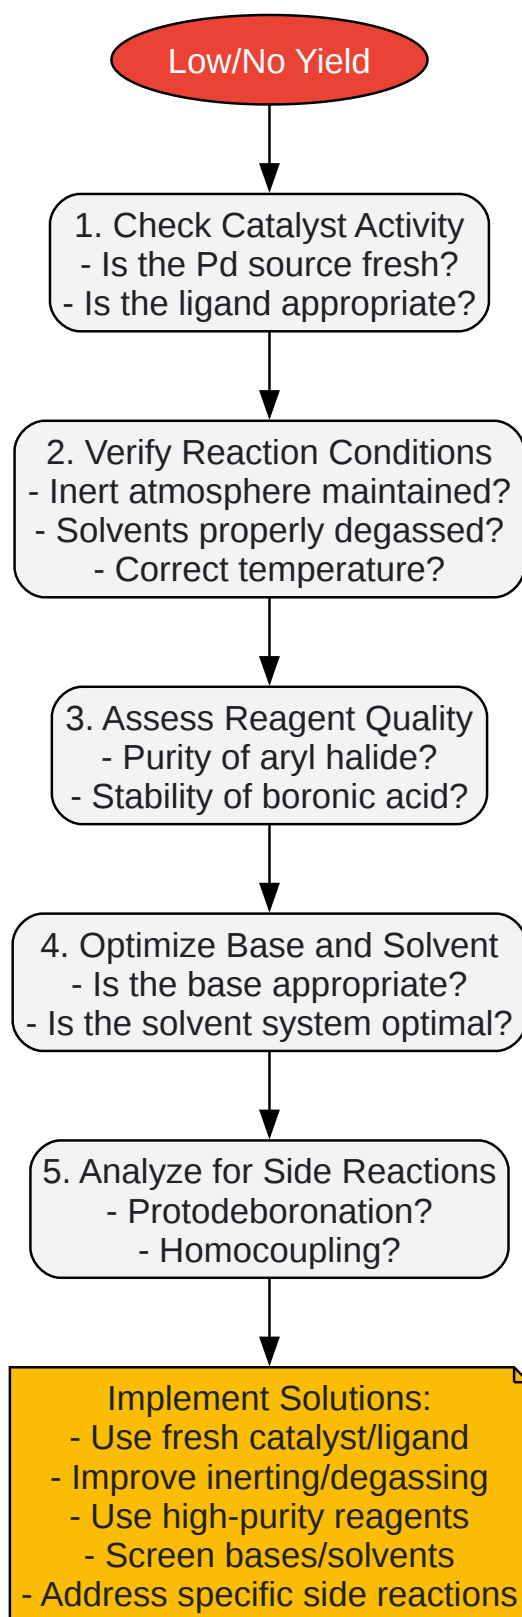 Low/No Yield
1. Check Catalyst Activity
- Is the Pd source fresh?
- Is the ligand appropriate?
2. Verify Reaction Conditions
- Inert atmosphere maintained?
- Solvents properly degassed?
- Correct temperature?
3. Assess Reagent Quality
- Purity of aryl halide?
- Stability of boronic acid?
4. Optimize Base and Solvent
- Is the base appropriate?
- Is the solvent system optimal?
5. Analyze for Side Reactions
- Protodeboronation?
- Homocoupling?
Implement Solutions:
- Use fresh catalyst/ligand
- Improve inerting/degassing
- Use high-purity reagents
- Screen bases/solvents
- Address specific side reactions